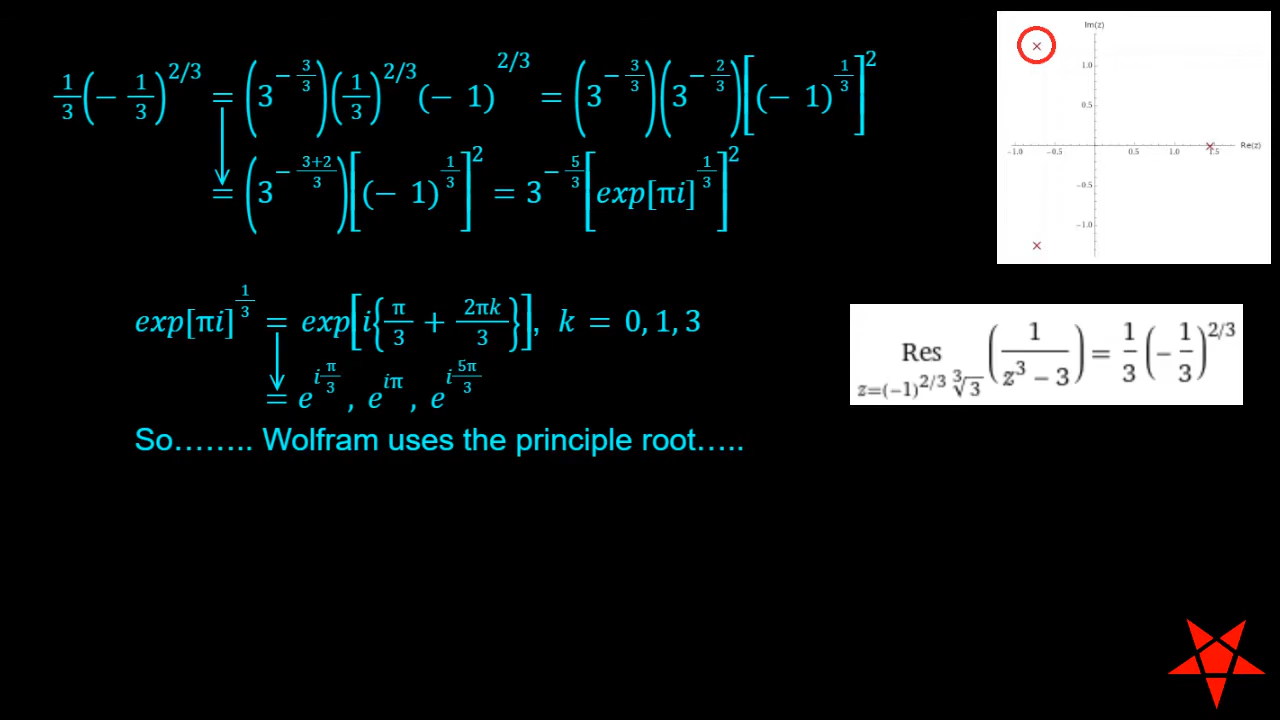 1/3(− 1/3)^2/3 = (3^− 3/3)(1/3)^2/3(− 1)^2/3 = (3^− 3/3)(3^− 2/3)[(− 1)^1/3]^2
= (3^− 3+2/3)[(− 1)^1/3]^2 = 3^− 5/3[exp[πi]^1/3]^2
exp[πi]^1/3 = exp[i{π/3 + 2πk/3}], k = 0, 1, 3
= e^iπ/3, e^iπ, e^i5π/3
So........ Wolfram uses the principle root.....
Im(z)
1.0
0.5
-1.0 -0.5 0.5 1.0 1.5 Re(z)
-0.5
-1.0
Res z=(-1)^2/3 ∛3 (1/(z^3 − 3)) = 1/3 (−1/3)^2/3